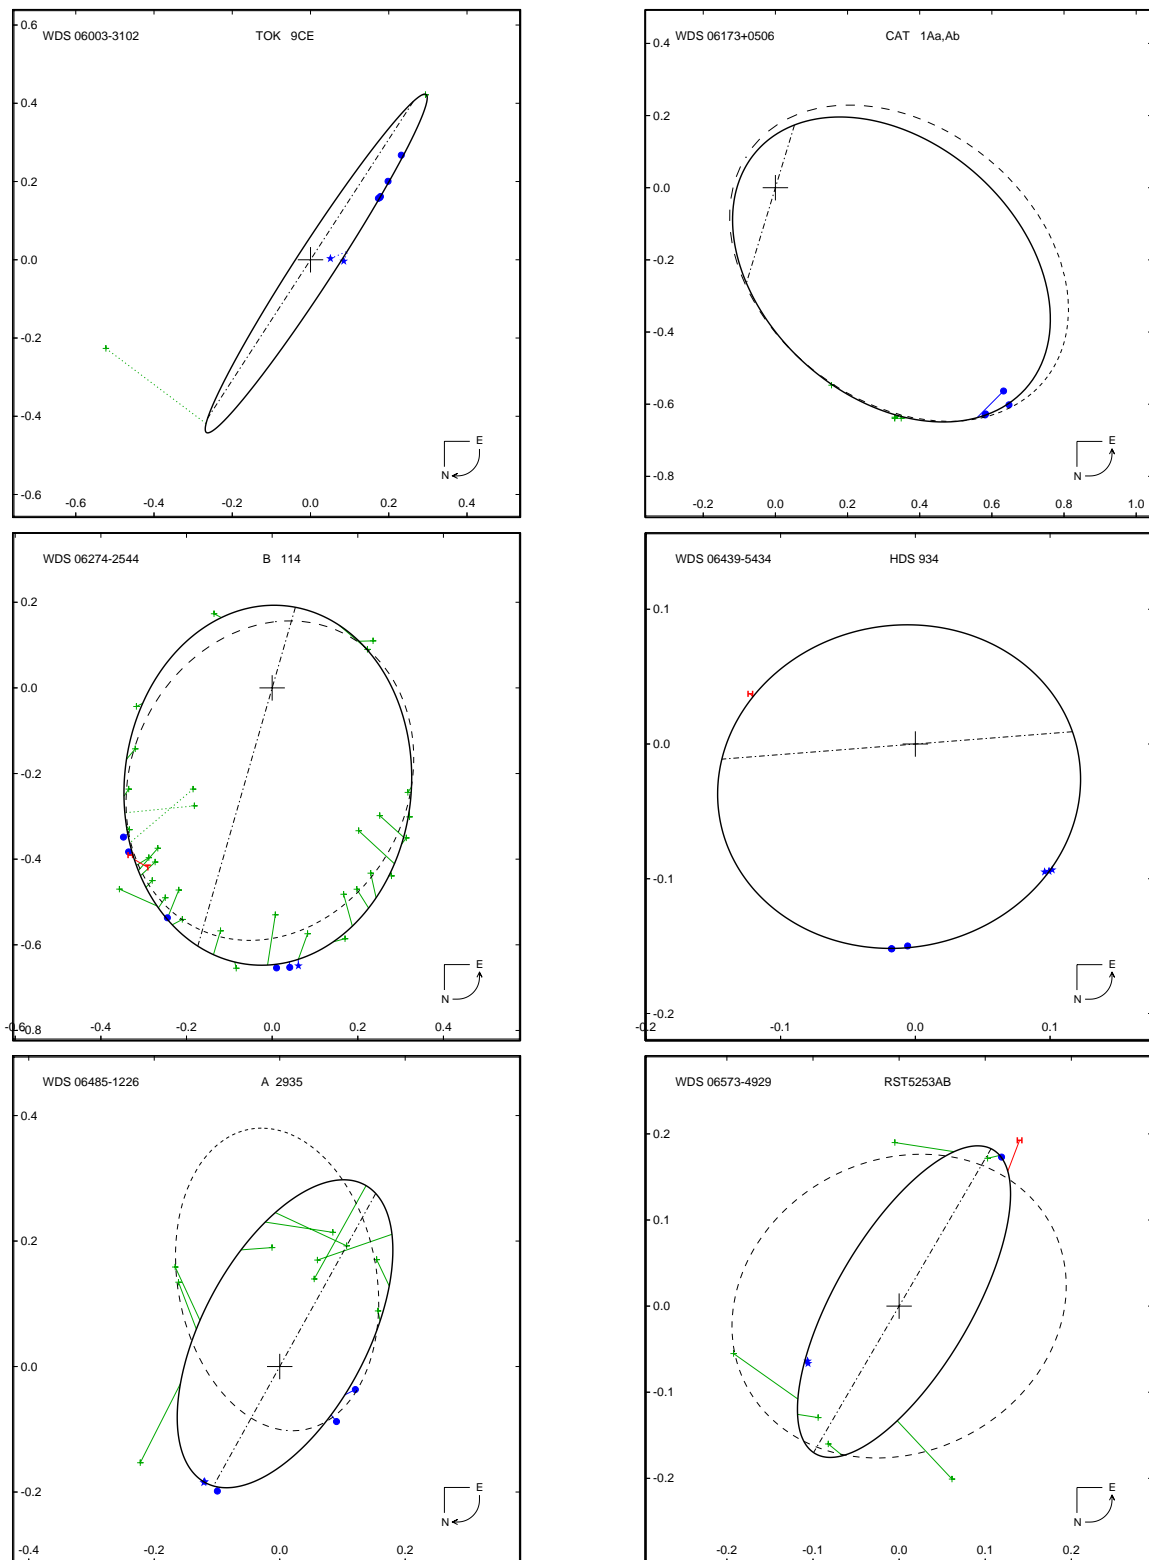 WDS 06003-3102 TOK 9CE
0.6
0.4
0.2
0.0
-0.2
-0.4
-0.6
-0.6 -0.4 -0.2 0.0 0.2 0.4
E
N
WDS 06173+0506 CAT 1Aa,Ab
0.4
0.2
0.0
-0.2
-0.4
-0.6
-0.8
-0.2 0.0 0.2 0.4 0.6 0.8 1.0
E
N
WDS 06274-2544 B 114
0.2
0.0
-0.2
-0.4
-0.6
-0.8
-0.6 -0.4 -0.2 0.0 0.2 0.4
E
N
WDS 06439-5434 HDS 934
0.1
0.0
-0.1
-0.2
-0.2 -0.1 0.0 0.1
E
N
WDS 06485-1226 A 2935
0.4
0.2
0.0
-0.2
-0.4 -0.2 0.0 0.2
E
N
WDS 06573-4929 RST5253AB
0.2
0.1
0.0
-0.1
-0.2
-0.2 -0.1 0.0 0.1 0.2
E
N